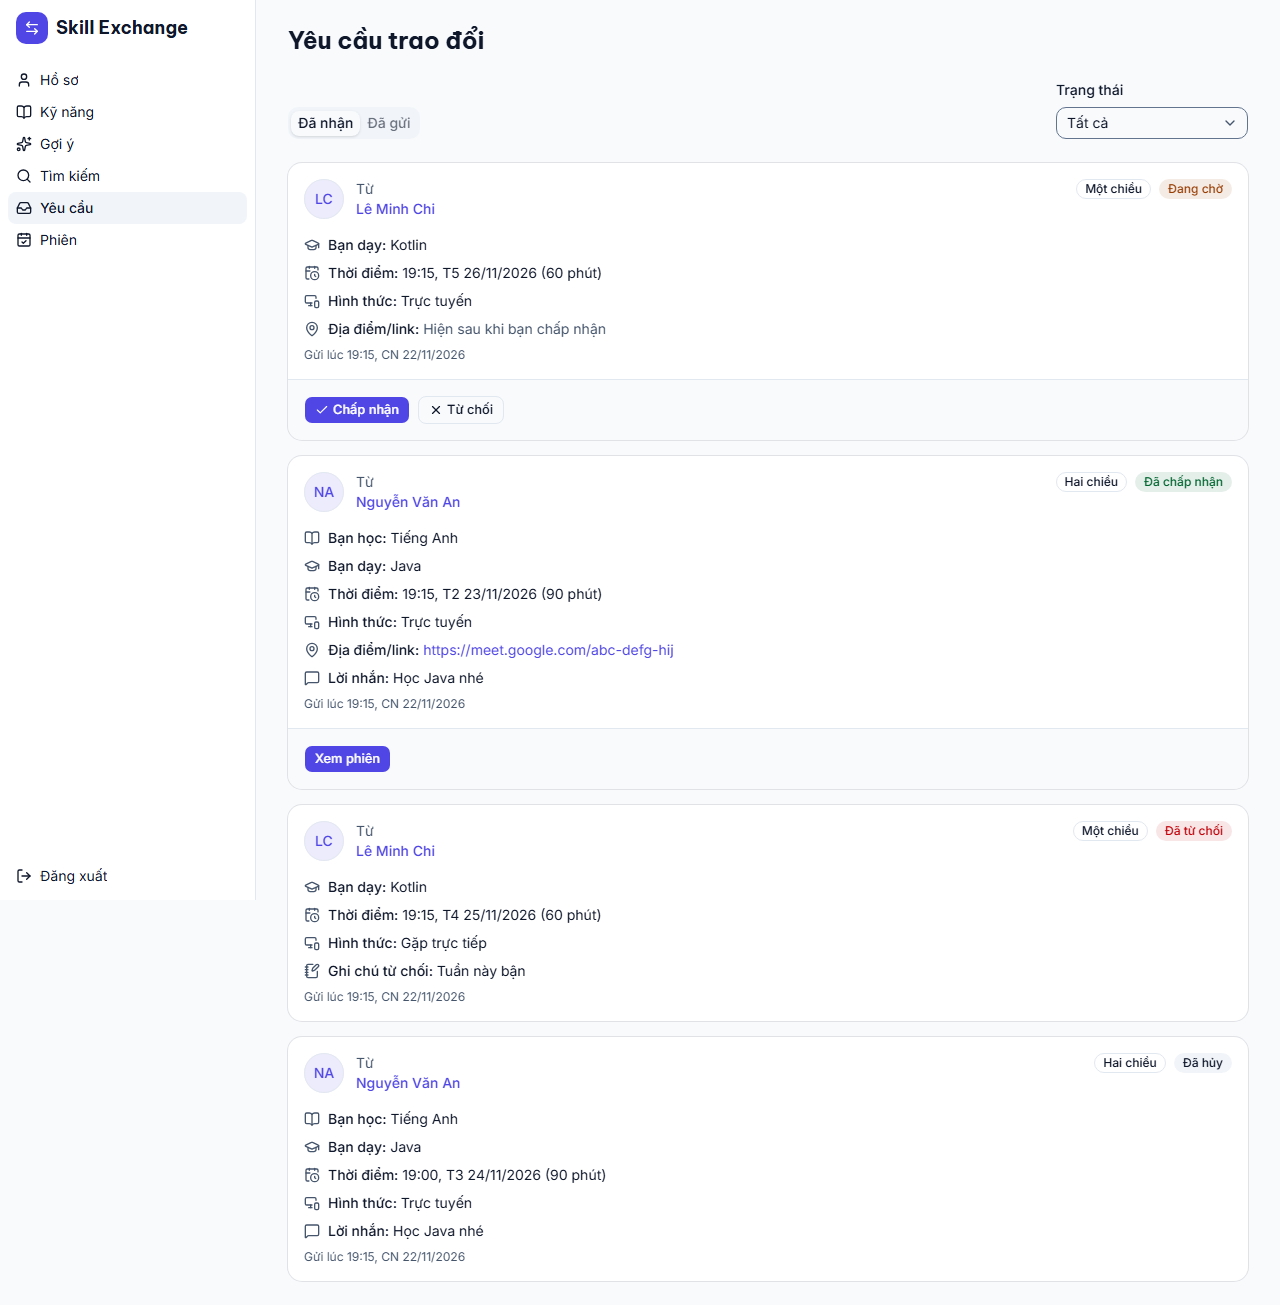 Skill Exchange
Hồ sơ
Kỹ năng
Gợi ý
Tìm kiếm
Yêu cầu
Phiên
Đăng xuất
Yêu cầu trao đổi
Trạng thái
Đã nhận
Đã gửi
Tất cả
LC
Từ
Lê Minh Chi
Một chiều
Đang chờ
Bạn dạy: Kotlin
Thời điểm: 19:15, T5 26/11/2026 (60 phút)
Hình thức: Trực tuyến
Địa điểm/link: Hiện sau khi bạn chấp nhận
Gửi lúc 19:15, CN 22/11/2026
Chấp nhận
Từ chối
NA
Từ
Nguyễn Văn An
Hai chiều
Đã chấp nhận
Bạn học: Tiếng Anh
Bạn dạy: Java
Thời điểm: 19:15, T2 23/11/2026 (90 phút)
Hình thức: Trực tuyến
Địa điểm/link: https://meet.google.com/abc-defg-hij
Lời nhắn: Học Java nhé
Gửi lúc 19:15, CN 22/11/2026
Xem phiên
LC
Từ
Lê Minh Chi
Một chiều
Đã từ chối
Bạn dạy: Kotlin
Thời điểm: 19:15, T4 25/11/2026 (60 phút)
Hình thức: Gặp trực tiếp
Ghi chú từ chối: Tuần này bận
Gửi lúc 19:15, CN 22/11/2026
NA
Từ
Nguyễn Văn An
Hai chiều
Đã hủy
Bạn học: Tiếng Anh
Bạn dạy: Java
Thời điểm: 19:00, T3 24/11/2026 (90 phút)
Hình thức: Trực tuyến
Lời nhắn: Học Java nhé
Gửi lúc 19:15, CN 22/11/2026